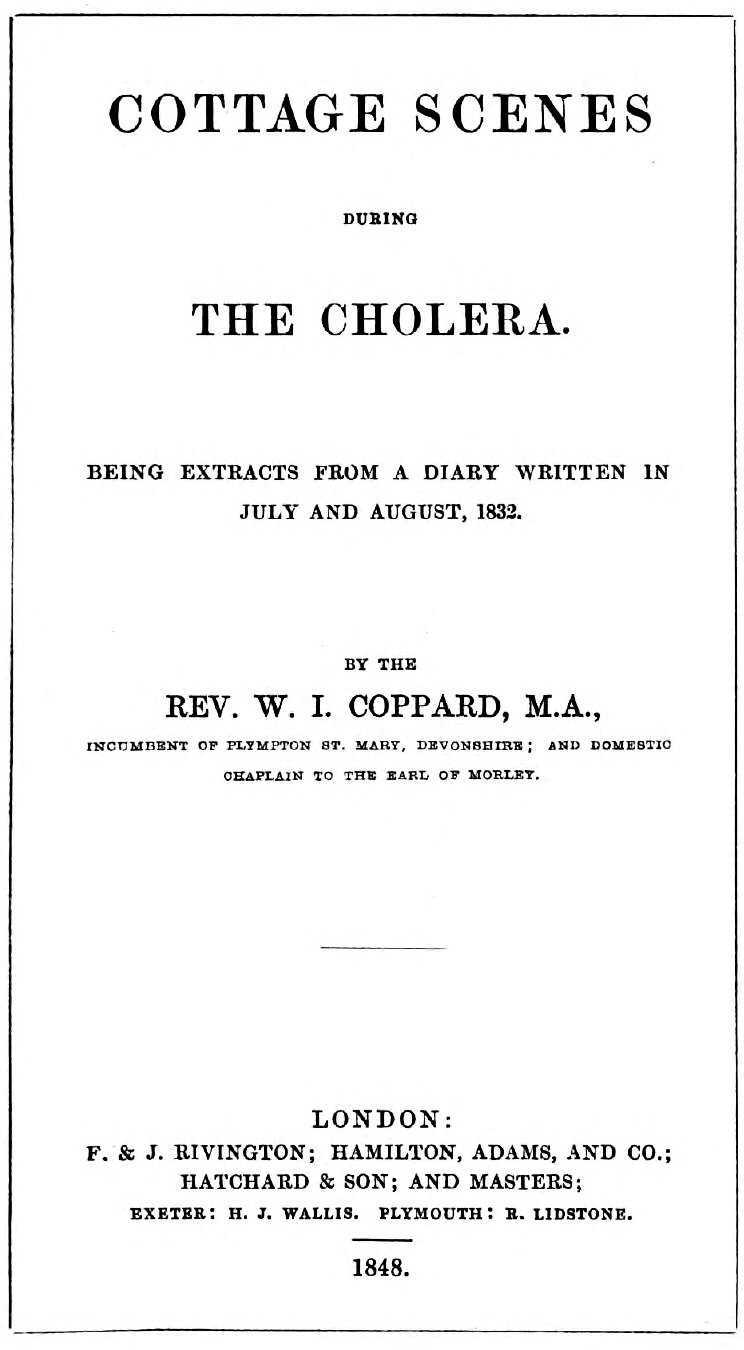 COTTAGE SCENES
DURING
THE CHOLERA.
BEING EXTRACTS FROM A DIARY WRITTEN IN
JULY AND AUGUST, 1832.
BY THE
REV. W. I. COPPARD, M.A.,
INCUMBENT OF PLYMPTON ST. MARY, DEVONSHIRE; AND DOMESTIC
CHAPLAIN TO THE EARL OF MORLEY.
LONDON:
F. & J. RIVINGTON; HAMILTON, ADAMS, AND CO.;
HATCHARD & SON; AND MASTERS;
EXETER: H. J. WALLIS. PLYMOUTH: R. LIDSTONE.
1848.